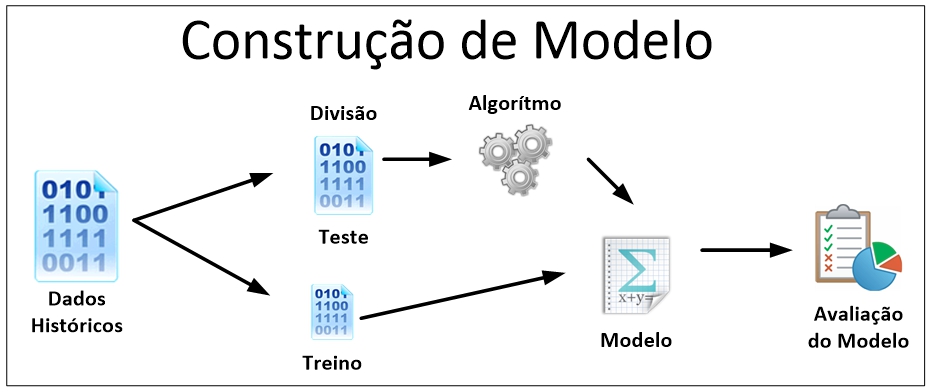 Construção de Modelo
Divisão
Algorítmo
0101
1100
1111
0011
Teste
0101
1100
1111
0011
Dados
Históricos
0101
1100
1111
0011
Treino
Σ
x+y=
Modelo
Avaliação
do Modelo